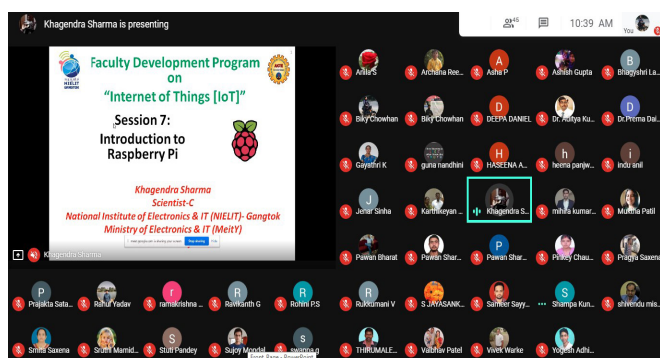 Khagendra Sharma is presenting
45
10:39 AM
You
Faculty Development Program
on
“Internet of Things [IoT]”
Session 7:
Introduction to
Raspberry Pi
Khagendra Sharma
Scientist-C
National Institute of Electronics & IT (NIELIT)- Gangtok
Ministry of Electronics & IT (MeitY)
Stop sharing
Khagendra Sharma
Anila S
Archana Ree...
A
Asha P
Ashish Gupta
B
Bhagyshri La...
Biky Chowhan
Biky Chowhan
D
DEEPA DANIEL
Dr. Aditya Ku...
D
Dr.Prema Dai...
Gayathri K
guna nandhini
H
HASEENA A...
h
heena panjw...
i
indu anil
J
Jenar Sinha
Karthikeyan ...
Khagendra S...
mihira kumar...
Muktha Patil
Pawan Bharat
Pawan Shar...
P
Pawan Shar...
Pinkey Chau...
Pragya Saxena
P
Prajakta Sata...
Rahul Yadav
r
ramakrishna ...
R
Ravikanth G
R
Rohini P.S
R
Rukkumani V
S JAYASANK...
Sameer Sayy...
S
Shampa Kun...
shivendu mis...
Smita Saxena
Sruthi Mamid...
S
Stuti Pandey
Sujoy Mondal
s
swapna g
THIRUMALE...
Vaibhav Patel
Vivek Warke
Yogesh Adhi...
Front Page - PowerPoint